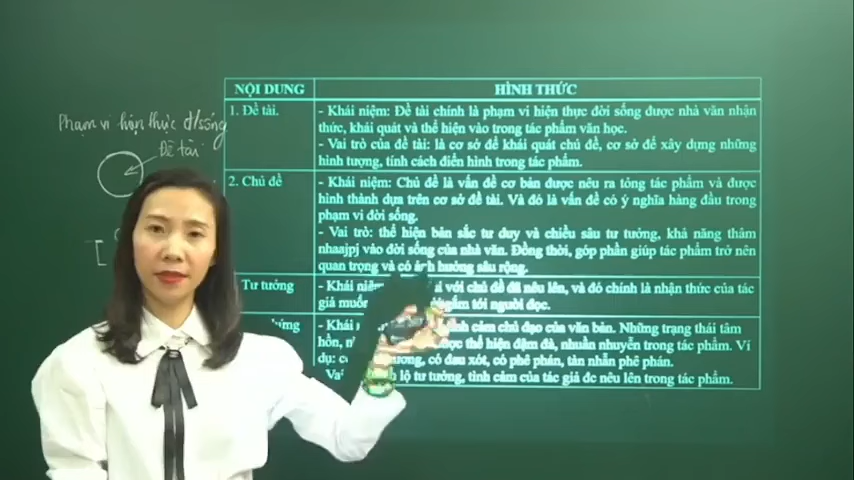 Phạm vi hiện thực đ/sống
Đề tài
NỘI DUNG
HÌNH THỨC
1. Đề tài.
- Khái niệm: Đề tài chính là phạm vi hiện thực đời sống được nhà văn nhận
thức, khái quát và thể hiện vào trong tác phẩm văn học.
- Vai trò của đề tài: là cơ sở để khái quát chủ đề, cơ sở để xây dựng những
hình tượng, tính cách điển hình trong tác phẩm.
2. Chủ đề
- Khái niệm: Chủ đề là vấn đề cơ bản được nêu ra tỏng tác phẩm và được
hình thành dựa trên cơ sở đề tài. Và đó là vấn đề có ý nghĩa hàng đầu trong
phạm vi đời sống.
- Vai trò: thể hiện bản sắc tư duy và chiều sâu tư tưởng, khả năng thâm
nhaajpj vào đời sống của nhà văn. Đồng thời, góp phần giúp tác phẩm trở nên
quan trọng và có ảnh hưởng sâu rộng.
Tư tưởng
- Khái niệm với chủ đề đã nêu lên, và đó chính là nhận thức của tác
giả muốn gắm tới người đọc.
- Khái cảm chủ đạo của văn bản. Những trạng thái tâm
hồn, được thể hiện đậm đà, nhuần nhuyễn trong tác phẩm. Ví
dụ: có đau xót, có phê phán, tàn nhẫn phê phán.
Vai lộ tư tưởng, tình cảm của tác giả đc nêu lên trong tác phẩm.